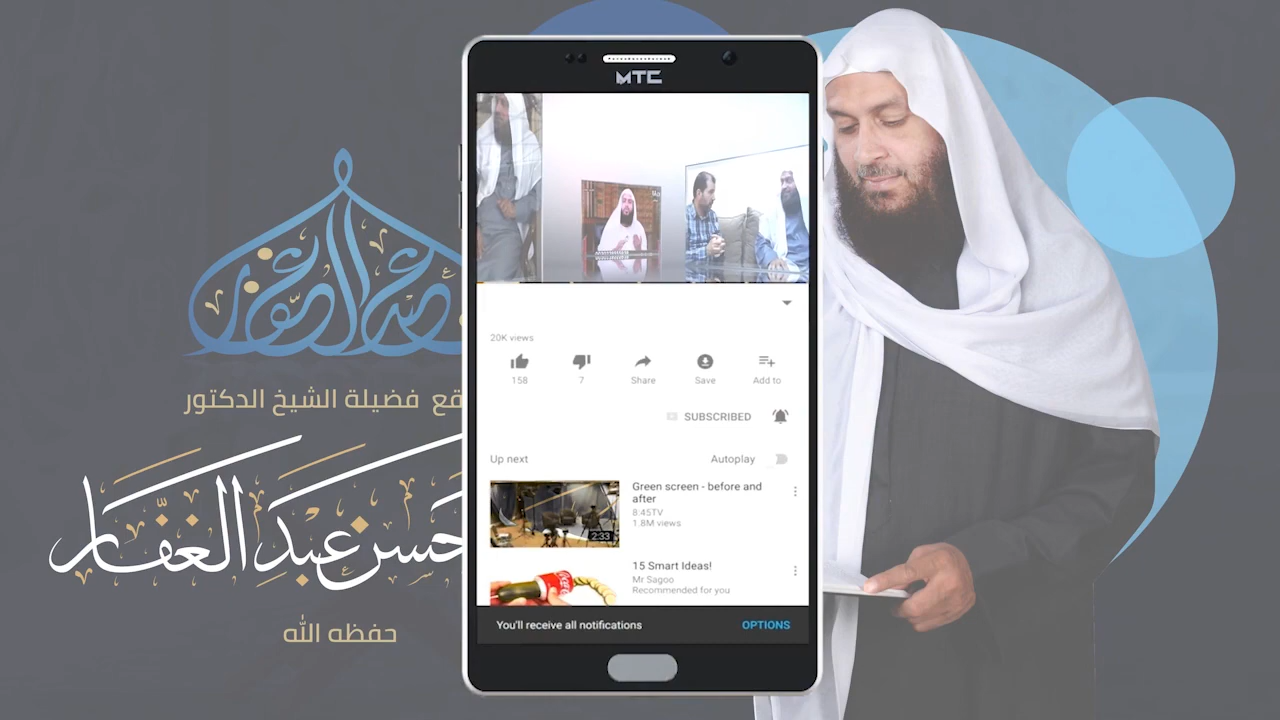 MTC
20K views
158
7
Share
Save
Add to
SUBSCRIBED
Up next
Autoplay
Green screen - before and
after
8:45TV
1.8M views
2:33
15 Smart Ideas!
Mr Sagoo
Recommended for you
You'll receive all notifications
OPTIONS
فضيلة الشيخ الدكتور
حسن عبد الغفار
حفظه الله